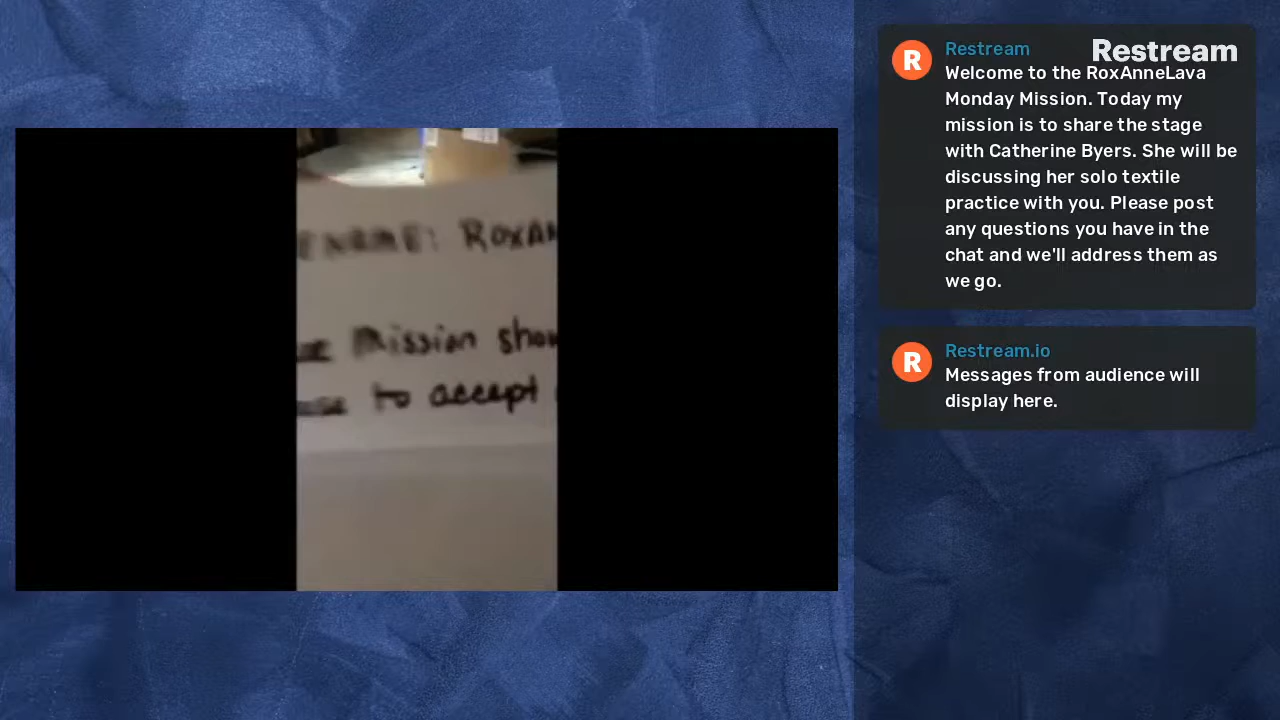 ENAME: ROXAN
Mission show
to accept
Restream
Restream
Welcome to the RoxAnneLava
Monday Mission. Today my
mission is to share the stage
with Catherine Byers. She will be
discussing her solo textile
practice with you. Please post
any questions you have in the
chat and we'll address them as
we go.
Restream.io
Messages from audience will
display here.